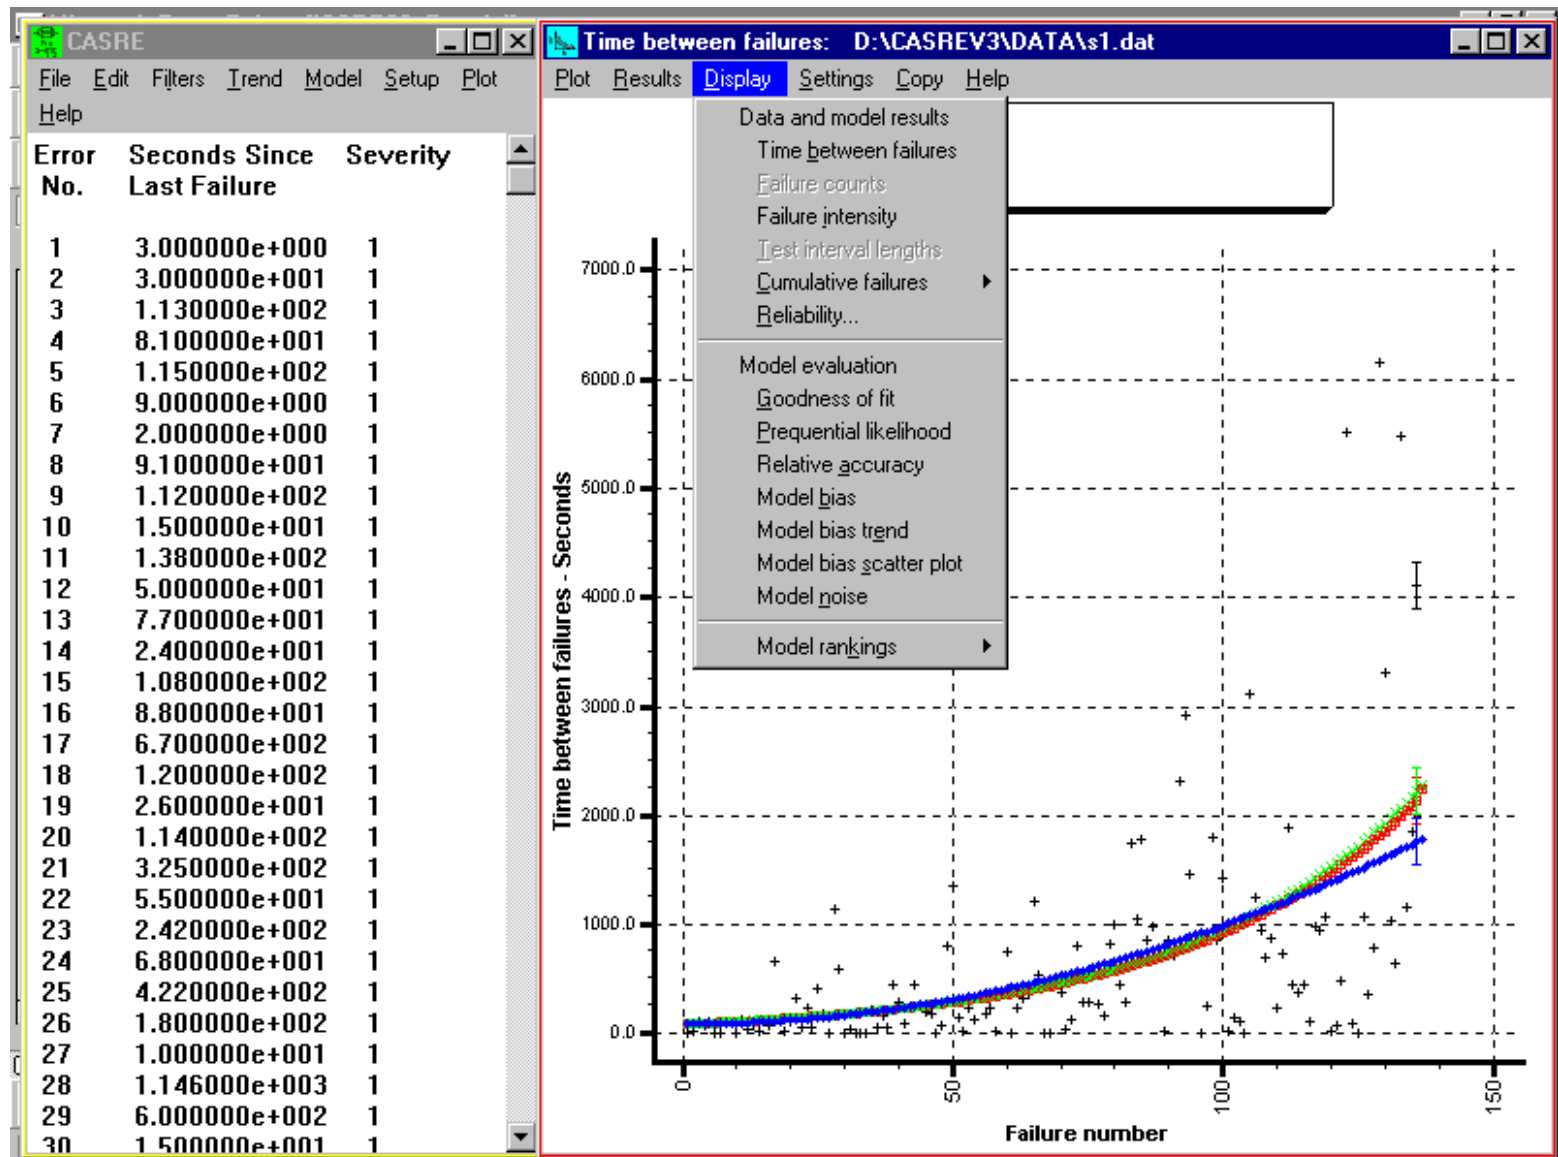 CASRE
File Edit Filters Trend Model Setup Plot
Help
Error Seconds Since Severity
No. Last Failure
1 3.000000e+000 1
2 3.000000e+001 1
3 1.130000e+002 1
4 8.100000e+001 1
5 1.150000e+002 1
6 9.000000e+000 1
7 2.000000e+000 1
8 9.100000e+001 1
9 1.120000e+002 1
10 1.500000e+001 1
11 1.380000e+002 1
12 5.000000e+001 1
13 7.700000e+001 1
14 2.400000e+001 1
15 1.080000e+002 1
16 8.800000e+001 1
17 6.700000e+002 1
18 1.200000e+002 1
19 2.600000e+001 1
20 1.140000e+002 1
21 3.250000e+002 1
22 5.500000e+001 1
23 2.420000e+002 1
24 6.800000e+001 1
25 4.220000e+002 1
26 1.800000e+002 1
27 1.000000e+001 1
28 1.146000e+003 1
29 6.000000e+002 1
30 1.500000e+001 1
Time between failures: D:\CASREV3\DATA\s1.dat
Plot Results Display Settings Copy Help
Data and model results
Time between failures
Failure counts
Failure intensity
Test interval lengths
Cumulative failures
Reliability...
Model evaluation
Goodness of fit
Prequential likelihood
Relative accuracy
Model bias
Model bias trend
Model bias scatter plot
Model noise
Model rankings
Time between failures - Seconds
7000.0
6000.0
5000.0
4000.0
3000.0
2000.0
1000.0
0.0
0 50 100 150
Failure number